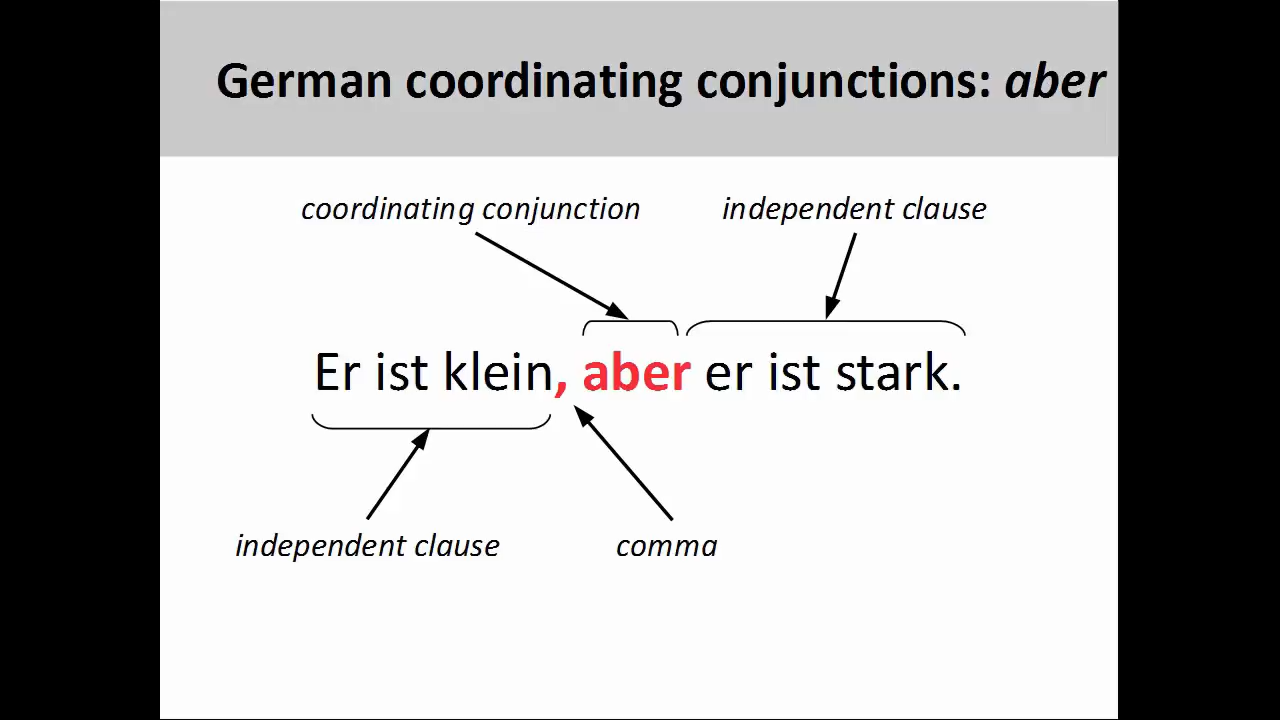 German coordinating conjunctions: aber
coordinating conjunction independent clause
Er ist klein, aber er ist stark.
independent clause comma